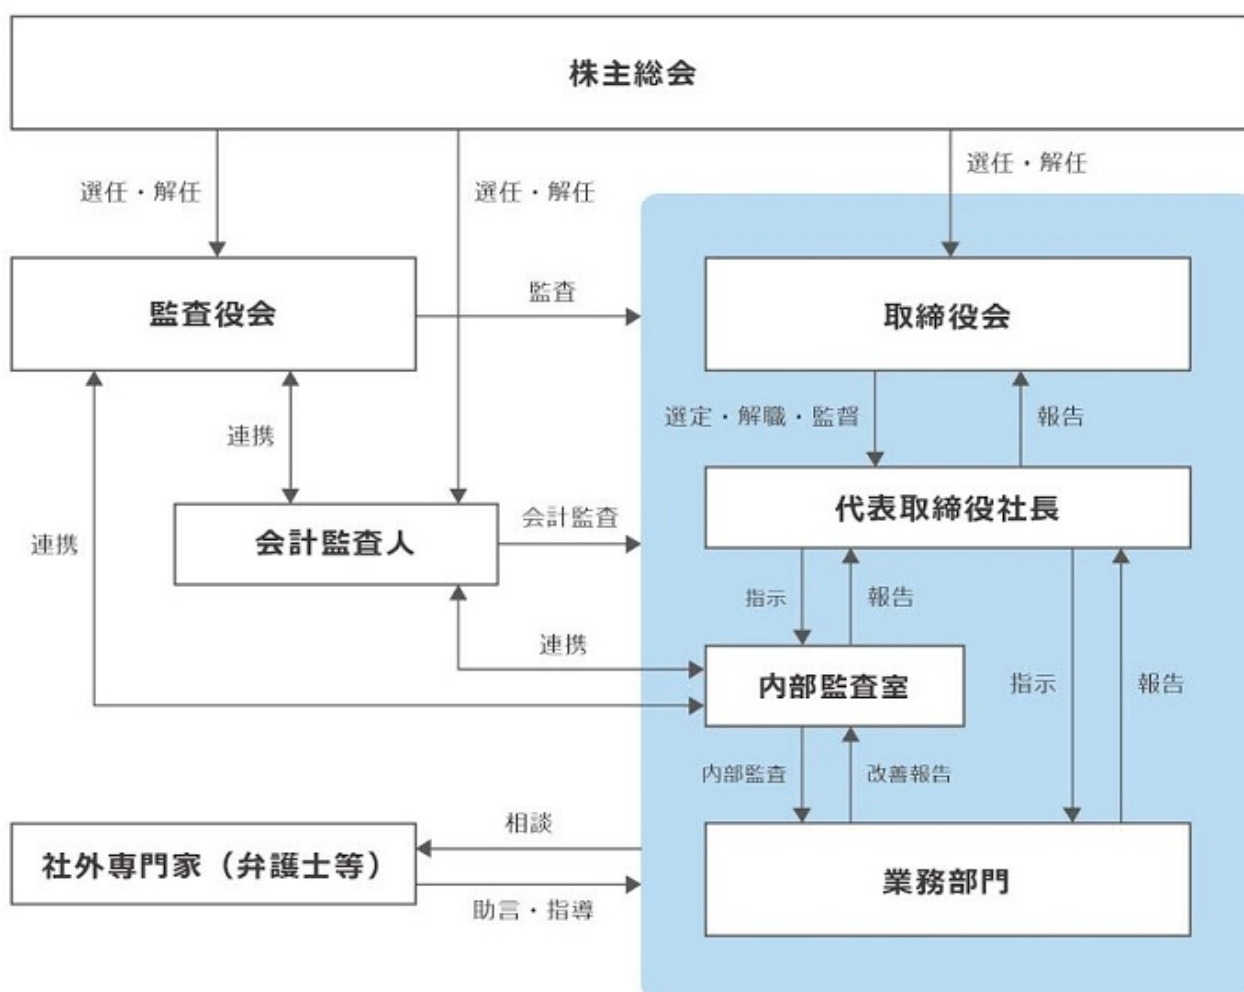 株主総会
選任・解任
選任・解任
選任・解任
監査役会
監査
取締役会
連携
選定・解職・監督
報告
連携
会計監査人
会計監査
代表取締役社長
指示
報告
連携
内部監査室
指示
報告
内部監査
改善報告
相談
社外専門家（弁護士等）
助言・指導
業務部門